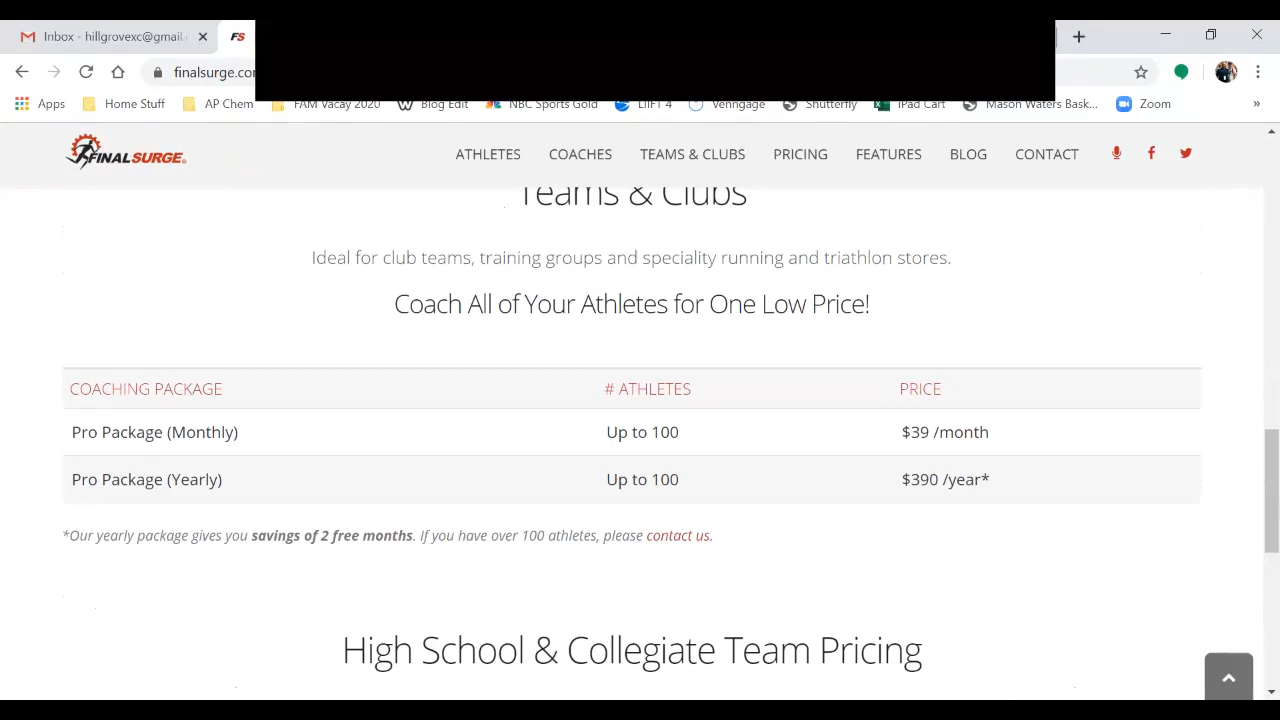 Inbox - hillgrovexc@gmail.
FS
finalsurge.co
Apps Home Stuff AP Chem FAM Vacay 2020 Blog Edit NBC Sports Gold LIIFT 4 Venngage Shutterfly iPad Cart Mason Waters Bask... Zoom »
FINALSURGE
ATHLETES COACHES TEAMS & CLUBS PRICING FEATURES BLOG CONTACT
Teams & Clubs
Ideal for club teams, training groups and speciality running and triathlon stores.
Coach All of Your Athletes for One Low Price!
COACHING PACKAGE # ATHLETES PRICE
Pro Package (Monthly) Up to 100 $39 /month
Pro Package (Yearly) Up to 100 $390 /year*
*Our yearly package gives you savings of 2 free months. If you have over 100 athletes, please contact us.
High School & Collegiate Team Pricing